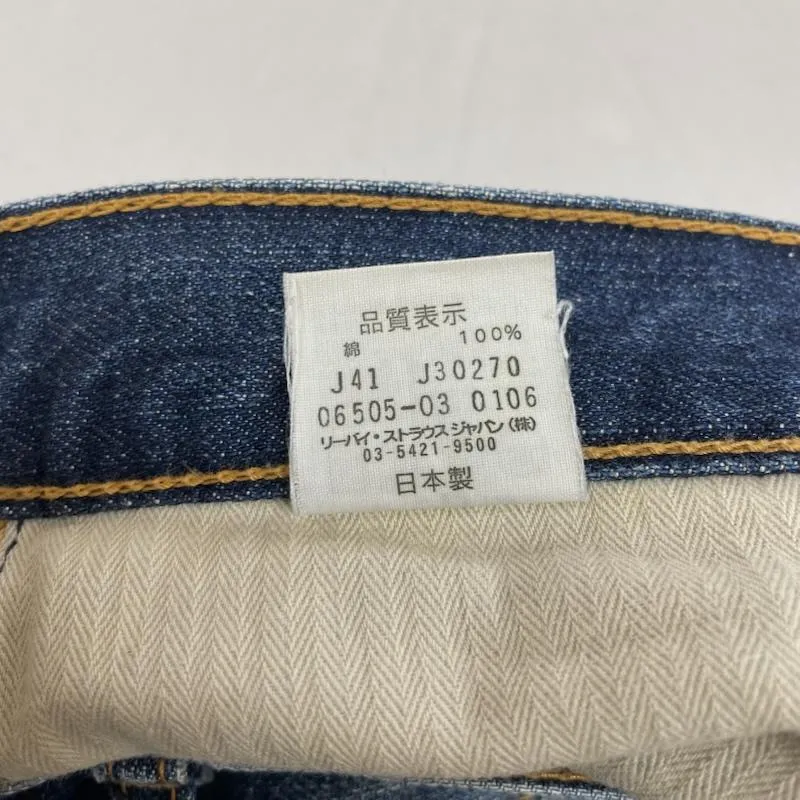 品質表示
綿 100%
J41 J30270
06505-03 0106
リーバイ・ストラウス ジャパン(株)
03-5421-9500
日本製